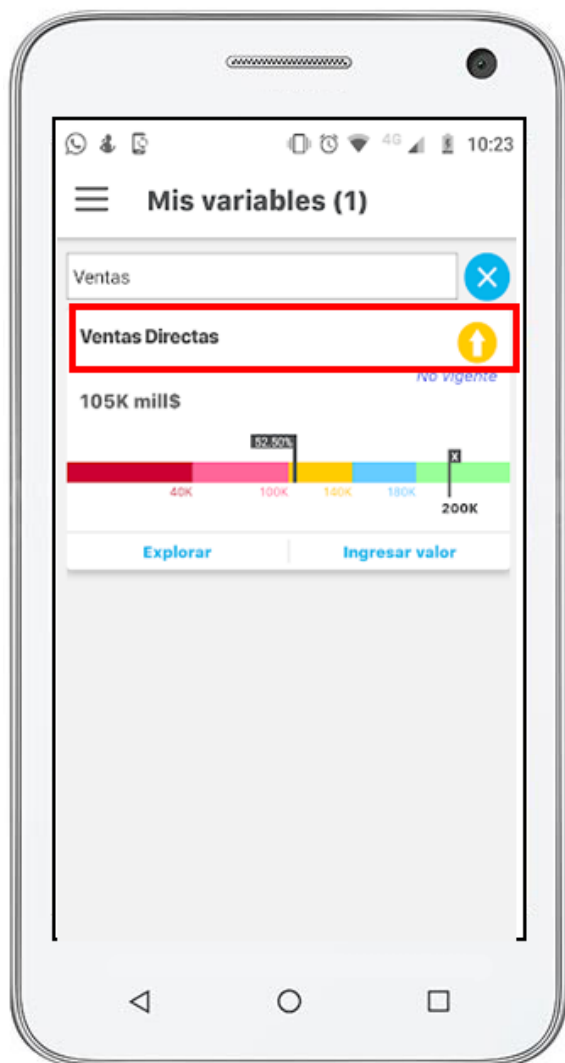 4G 10:23
Mis variables (1)
Ventas
Ventas Directas
No vigente
105K mill$
52,50% X
40K 100K 140K 180K
200K
Explorar Ingresar valor